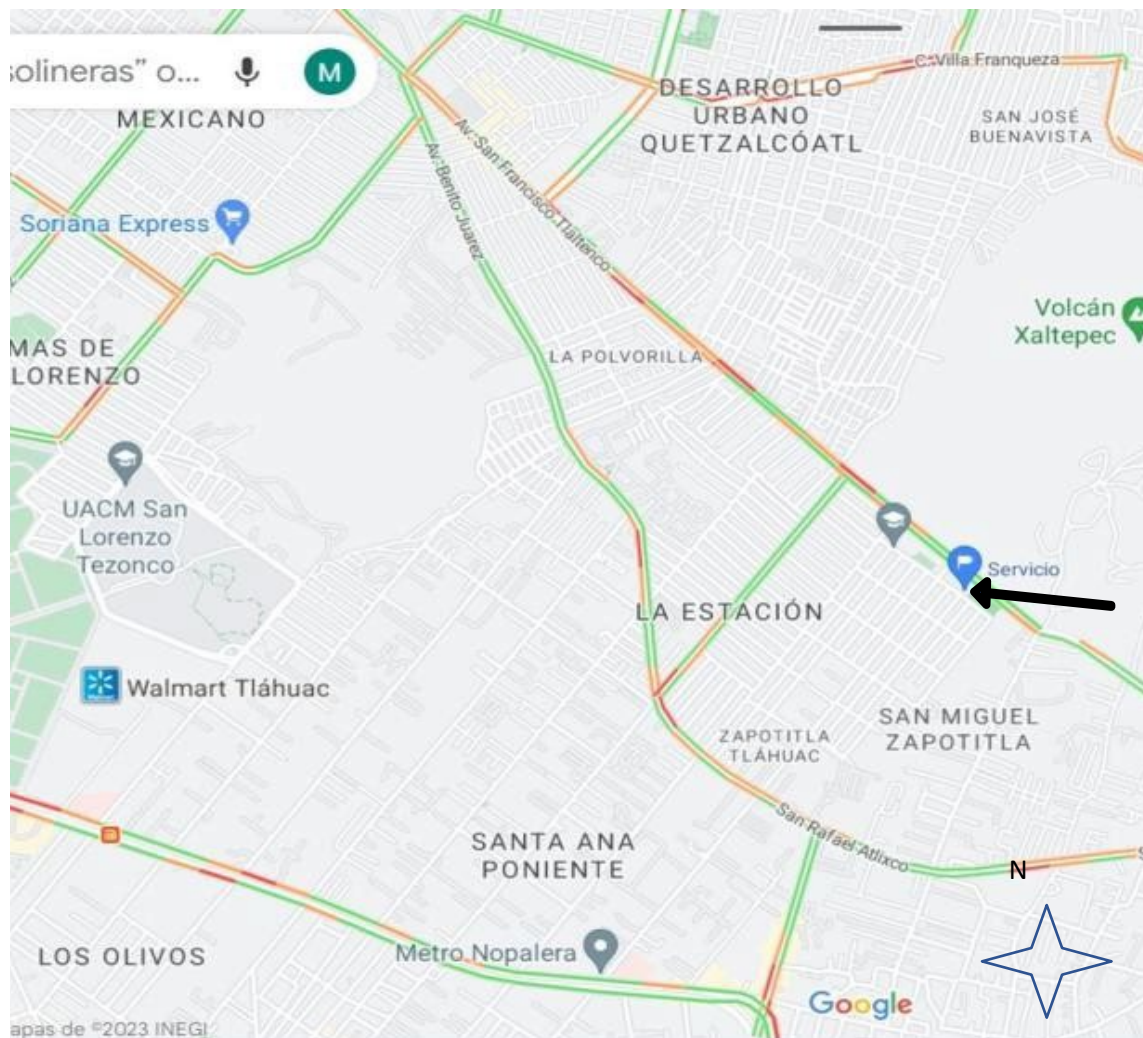 solineras" o...
M
MEXICANO
DESARROLLO
URBANO
QUETZALCÓATL
C. Villa Franqueza
SAN JOSÉ
BUENAVISTA
Av. San Francisco Tlaltenco
Av. Benito Juarez
Soriana Express
Volcán
Xaltepec
MAS DE
LORENZO
LA POLVORILLA
UACM San
Lorenzo
Tezonco
Servicio
LA ESTACIÓN
Walmart Tláhuac
ZAPOTITLA
TLÁHUAC
SAN MIGUEL
ZAPOTITLA
San Rafael Atlixco
SANTA ANA
PONIENTE
N
LOS OLIVOS
Metro Nopalera
Google
apas de ©2023 INEGI